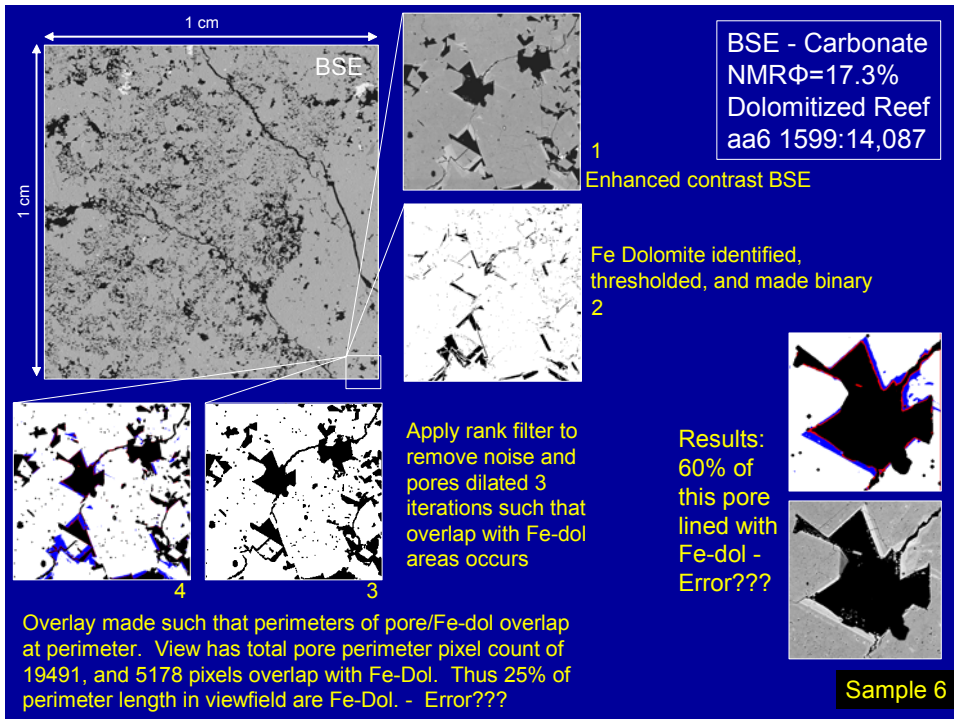 1 cm
1 cm
BSE
BSE - Carbonate
NMRΦ=17.3%
Dolomitized Reef
aa6 1599:14,087
1
Enhanced contrast BSE
Fe Dolomite identified,
thresholded, and made binary
2
Apply rank filter to
remove noise and
pores dilated 3
iterations such that
overlap with Fe-dol
areas occurs
3
4
Overlay made such that perimeters of pore/Fe-dol overlap
at perimeter.  View has total pore perimeter pixel count of
19491, and 5178 pixels overlap with Fe-Dol.  Thus 25% of
perimeter length in viewfield are Fe-Dol. -  Error???
Results:
60% of
this pore
lined with
Fe-dol -
Error???
Sample 6